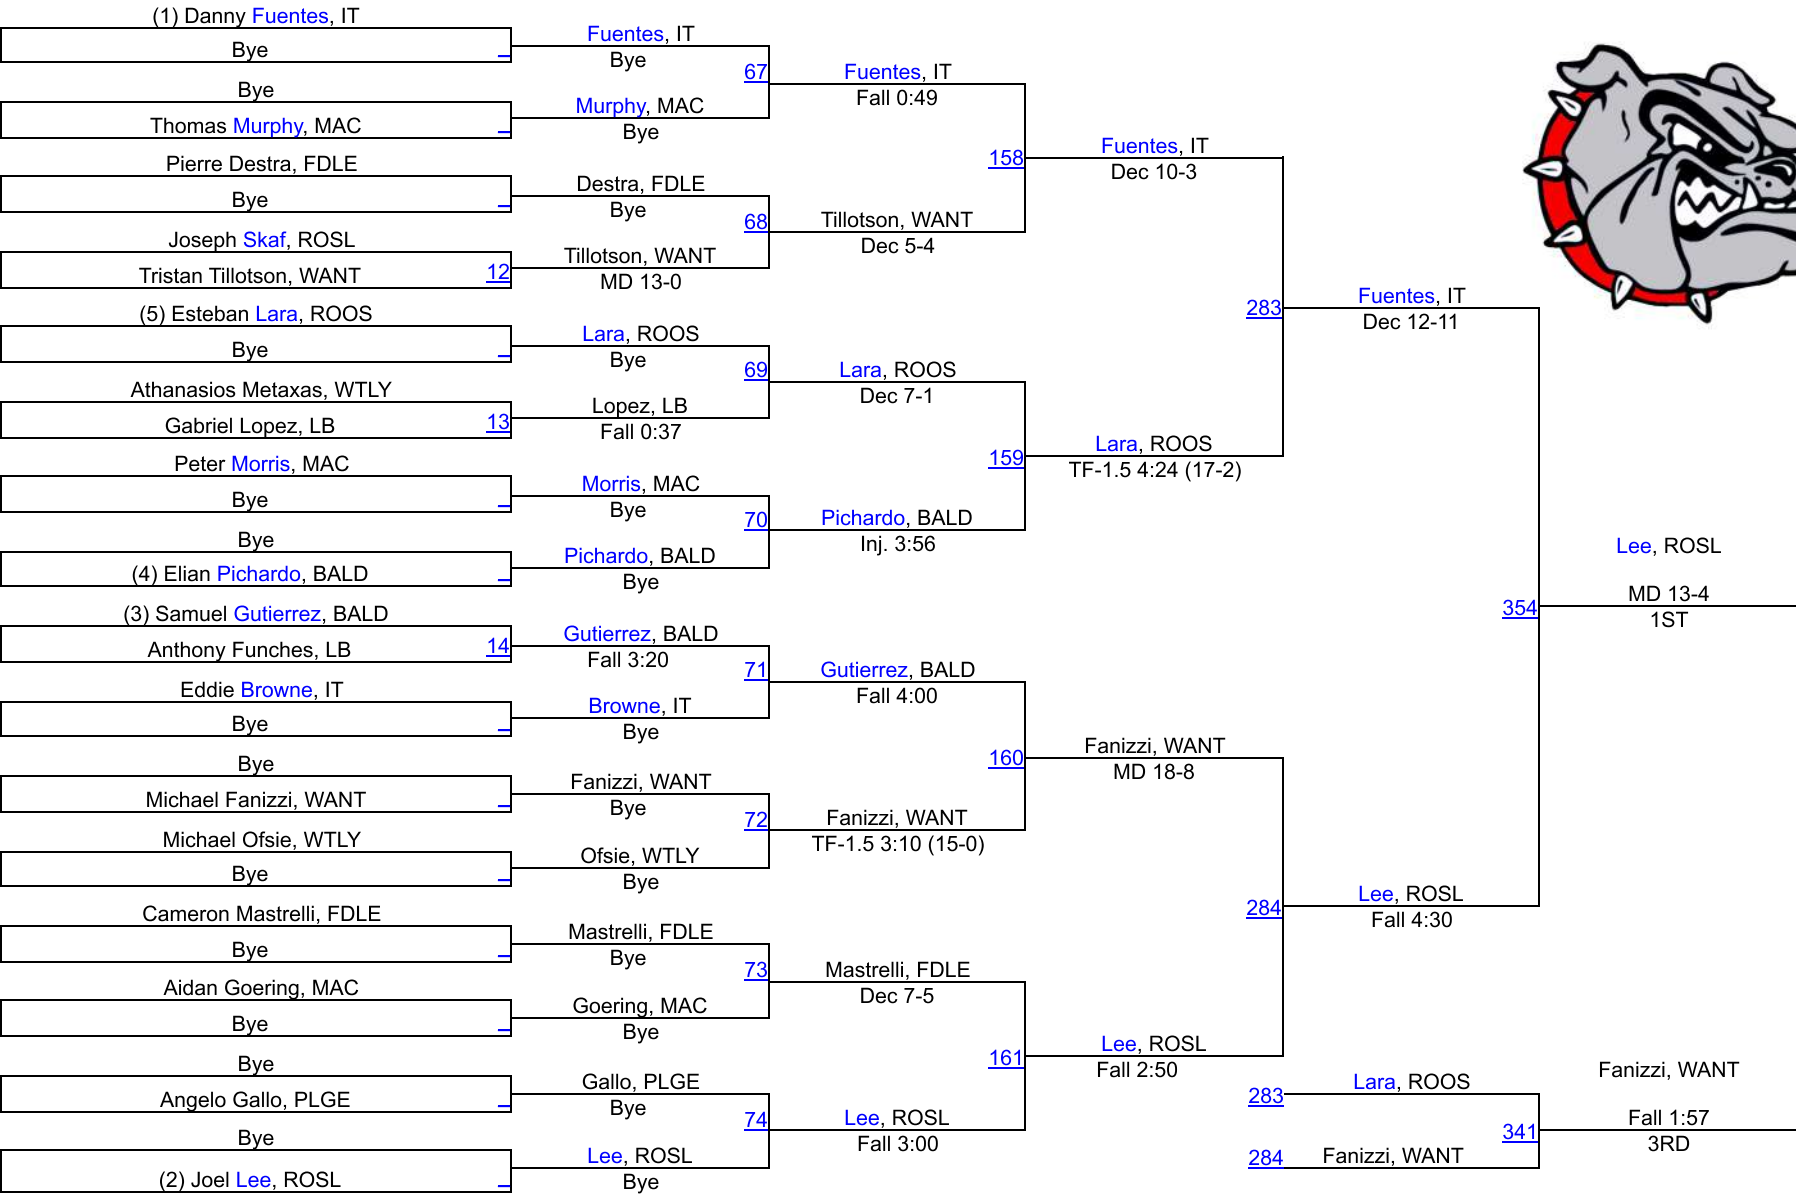 (1) Danny Fuentes, IT
Bye
Bye
Thomas Murphy, MAC
Pierre Destra, FDLE
Bye
Joseph Skaf, ROSL
Tristan Tillotson, WANT
12
(5) Esteban Lara, ROOS
Bye
Athanasios Metaxas, WTLY
Gabriel Lopez, LB
13
Peter Morris, MAC
Bye
Bye
(4) Elian Pichardo, BALD
(3) Samuel Gutierrez, BALD
Anthony Funches, LB
14
Eddie Browne, IT
Bye
Bye
Michael Fanizzi, WANT
Michael Ofsie, WTLY
Bye
Cameron Mastrelli, FDLE
Bye
Aidan Goering, MAC
Bye
Bye
Angelo Gallo, PLGE
Bye
(2) Joel Lee, ROSL
Fuentes, IT
Bye
67
Murphy, MAC
Bye
Destra, FDLE
Bye
68
Tillotson, WANT
MD 13-0
Lara, ROOS
Bye
69
Lopez, LB
Fall 0:37
Morris, MAC
Bye
70
Pichardo, BALD
Bye
Gutierrez, BALD
Fall 3:20
71
Browne, IT
Bye
Fanizzi, WANT
Bye
72
Ofsie, WTLY
Bye
Mastrelli, FDLE
Bye
73
Goering, MAC
Bye
Gallo, PLGE
Bye
74
Lee, ROSL
Bye
Fuentes, IT
Fall 0:49
158
Tillotson, WANT
Dec 5-4
Lara, ROOS
Dec 7-1
159
Pichardo, BALD
Inj. 3:56
Gutierrez, BALD
Fall 4:00
160
Fanizzi, WANT
TF-1.5 3:10 (15-0)
Mastrelli, FDLE
Dec 7-5
161
Lee, ROSL
Fall 3:00
Fuentes, IT
Dec 10-3
283
Lara, ROOS
TF-1.5 4:24 (17-2)
Fanizzi, WANT
MD 18-8
284
Lee, ROSL
Fall 2:50
Fuentes, IT
Dec 12-11
354
Lee, ROSL
Fall 4:30
Lee, ROSL
MD 13-4
1ST
283
Lara, ROOS
341
284
Fanizzi, WANT
Fanizzi, WANT
Fall 1:57
3RD